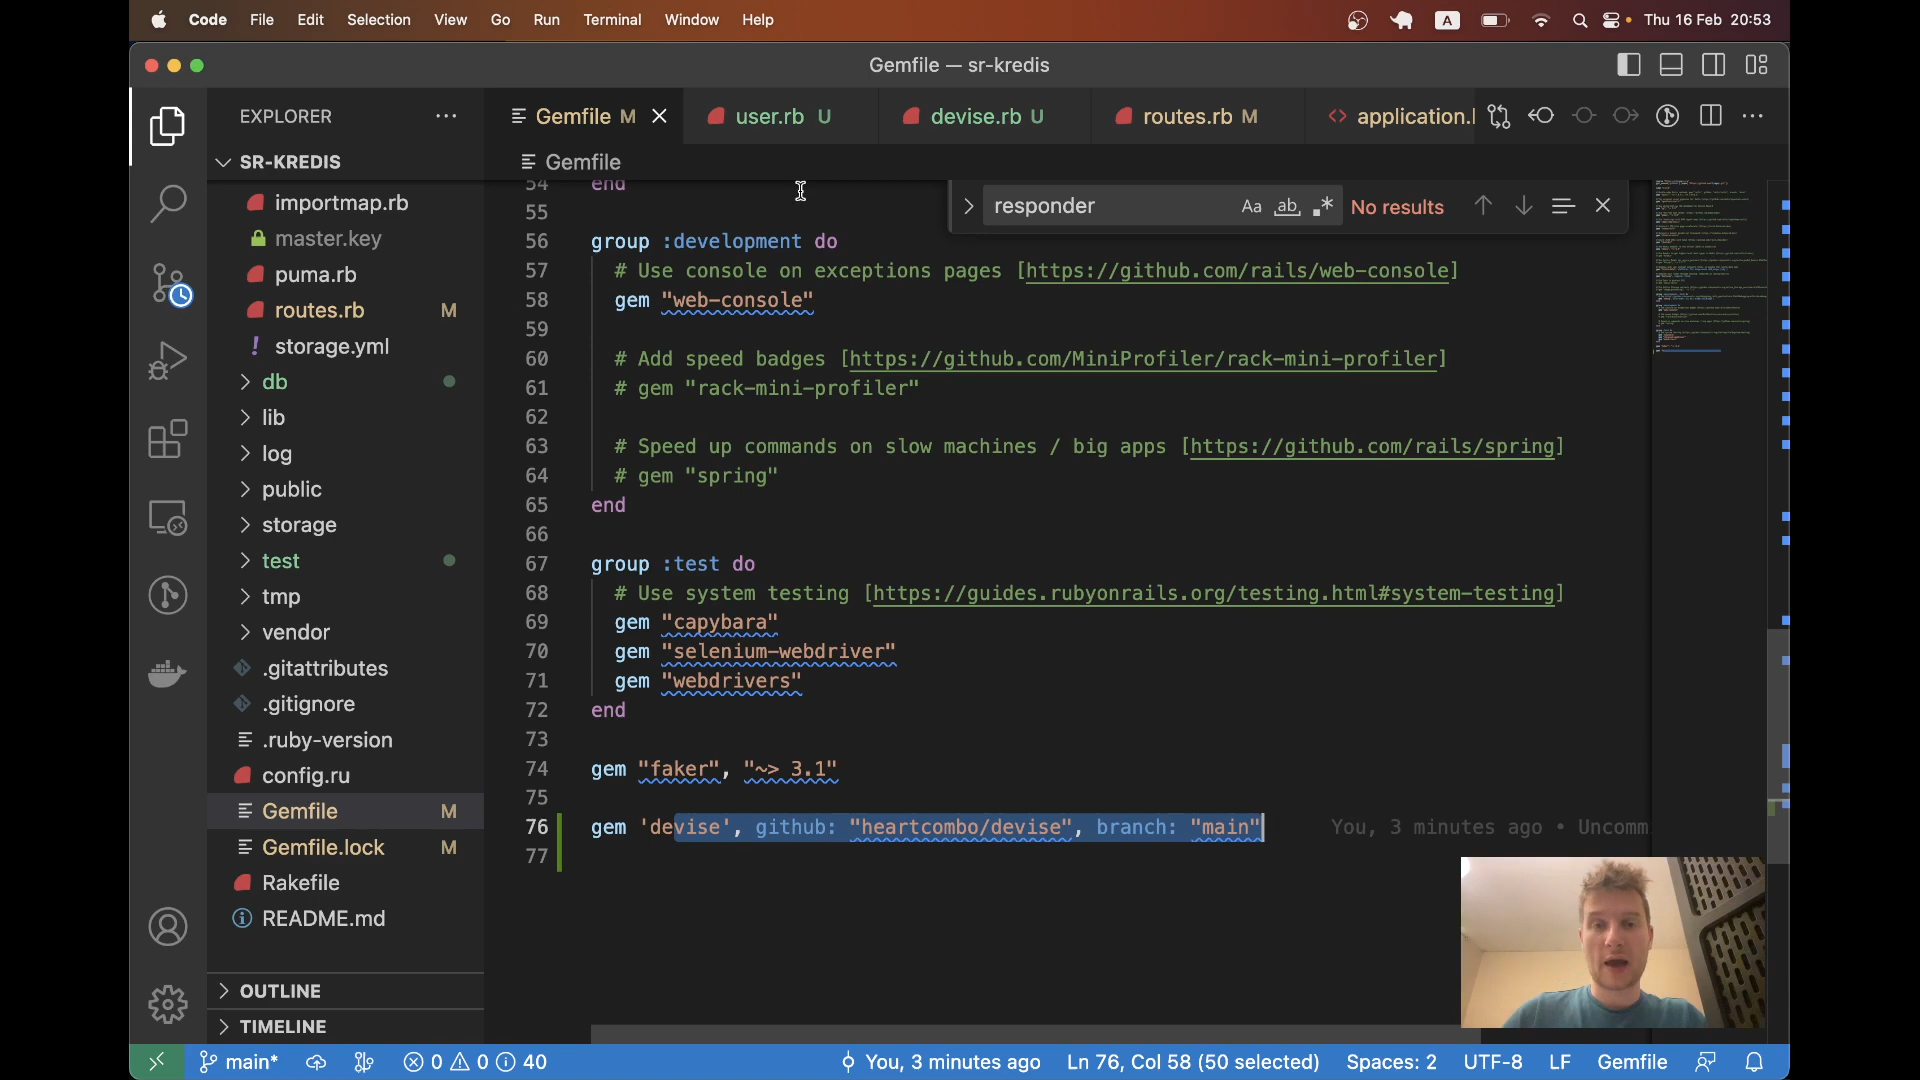 Code File Edit Selection View Go Run Terminal Window Help A Thu 16 Feb 20:53
Gemfile — sr-kredis
EXPLORER ···
Gemfile M
user.rb U
devise.rb U
routes.rb M
<> application.
SR-KREDIS
Gemfile
importmap.rb
master.key
puma.rb
routes.rb M
! storage.yml
db
lib
log
public
storage
test
tmp
vendor
.gitattributes
.gitignore
.ruby-version
config.ru
Gemfile M
Gemfile.lock M
Rakefile
README.md
OUTLINE
TIMELINE
responder Aa ab .* No results
54 end
55
56 group :development do
57 # Use console on exceptions pages [https://github.com/rails/web-console]
58 gem "web-console"
59
60 # Add speed badges [https://github.com/MiniProfiler/rack-mini-profiler]
61 # gem "rack-mini-profiler"
62
63 # Speed up commands on slow machines / big apps [https://github.com/rails/spring]
64 # gem "spring"
65 end
66
67 group :test do
68 # Use system testing [https://guides.rubyonrails.org/testing.html#system-testing]
69 gem "capybara"
70 gem "selenium-webdriver"
71 gem "webdrivers"
72 end
73
74 gem "faker", "~> 3.1"
75
76 gem 'devise', github: "heartcombo/devise", branch: "main" You, 3 minutes ago • Uncomm
77
main* 0 0 40 You, 3 minutes ago Ln 76, Col 58 (50 selected) Spaces: 2 UTF-8 LF Gemfile